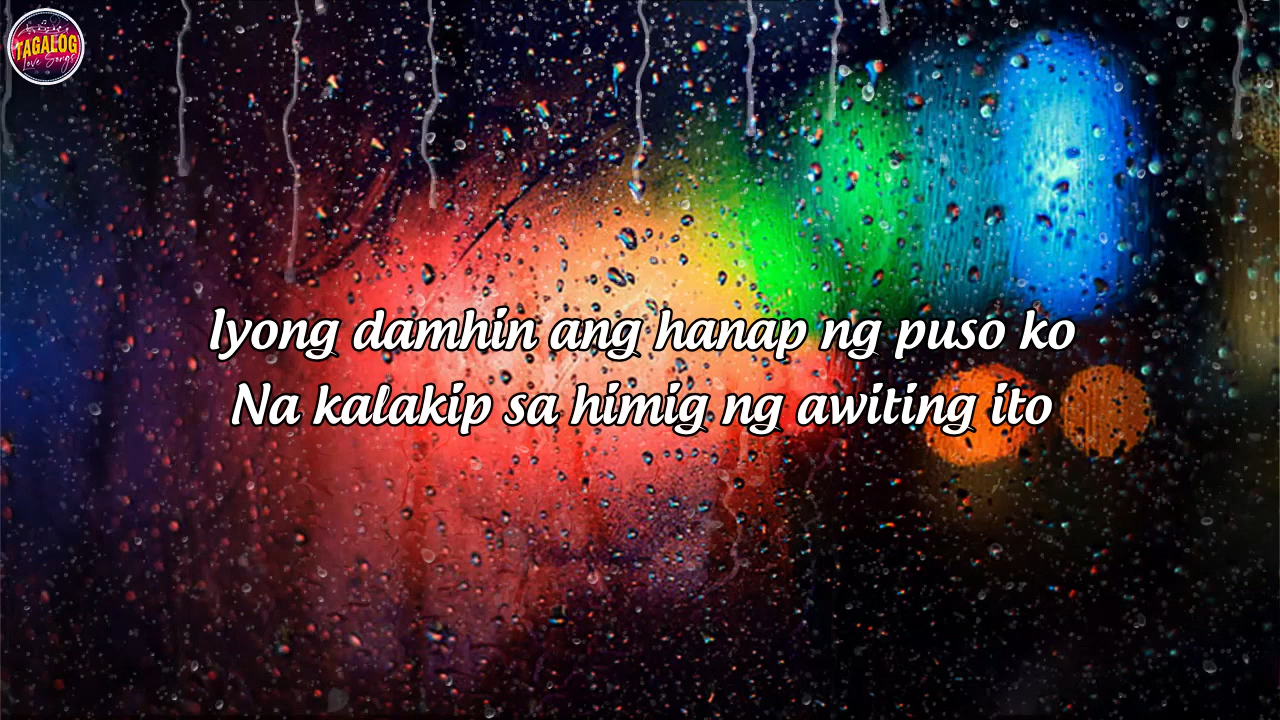 TAGALOG
Love Songs
Iyong damhin ang hanap ng puso ko
Na kalakip sa himig ng awiting ito